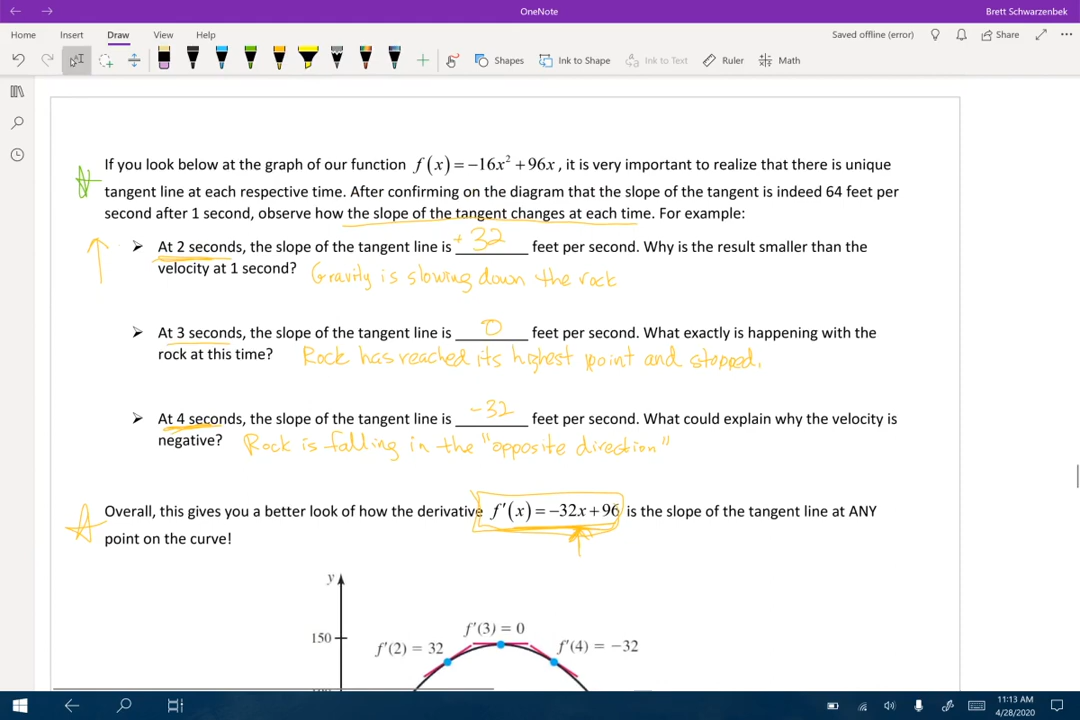 OneNote
Brett Schwarzenbek
Home Insert Draw View Help
Saved offline (error) Share
Shapes Ink to Shape Ink to Text Ruler Math
If you look below at the graph of our function f(x) = −16x² + 96x, it is very important to realize that there is unique
tangent line at each respective time. After confirming on the diagram that the slope of the tangent is indeed 64 feet per
second after 1 second, observe how the slope of the tangent changes at each time. For example:
At 2 seconds, the slope of the tangent line is +32 feet per second. Why is the result smaller than the
velocity at 1 second? Gravity is slowing down the rock
At 3 seconds, the slope of the tangent line is 0 feet per second. What exactly is happening with the
rock at this time? Rock has reached its highest point and stopped.
At 4 seconds, the slope of the tangent line is -32 feet per second. What could explain why the velocity is
negative? Rock is falling in the "opposite direction"
Overall, this gives you a better look of how the derivative f′(x) = −32x + 96 is the slope of the tangent line at ANY
point on the curve!
y
f′(3) = 0
150
f′(2) = 32
f′(4) = −32
11:13 AM
4/28/2020